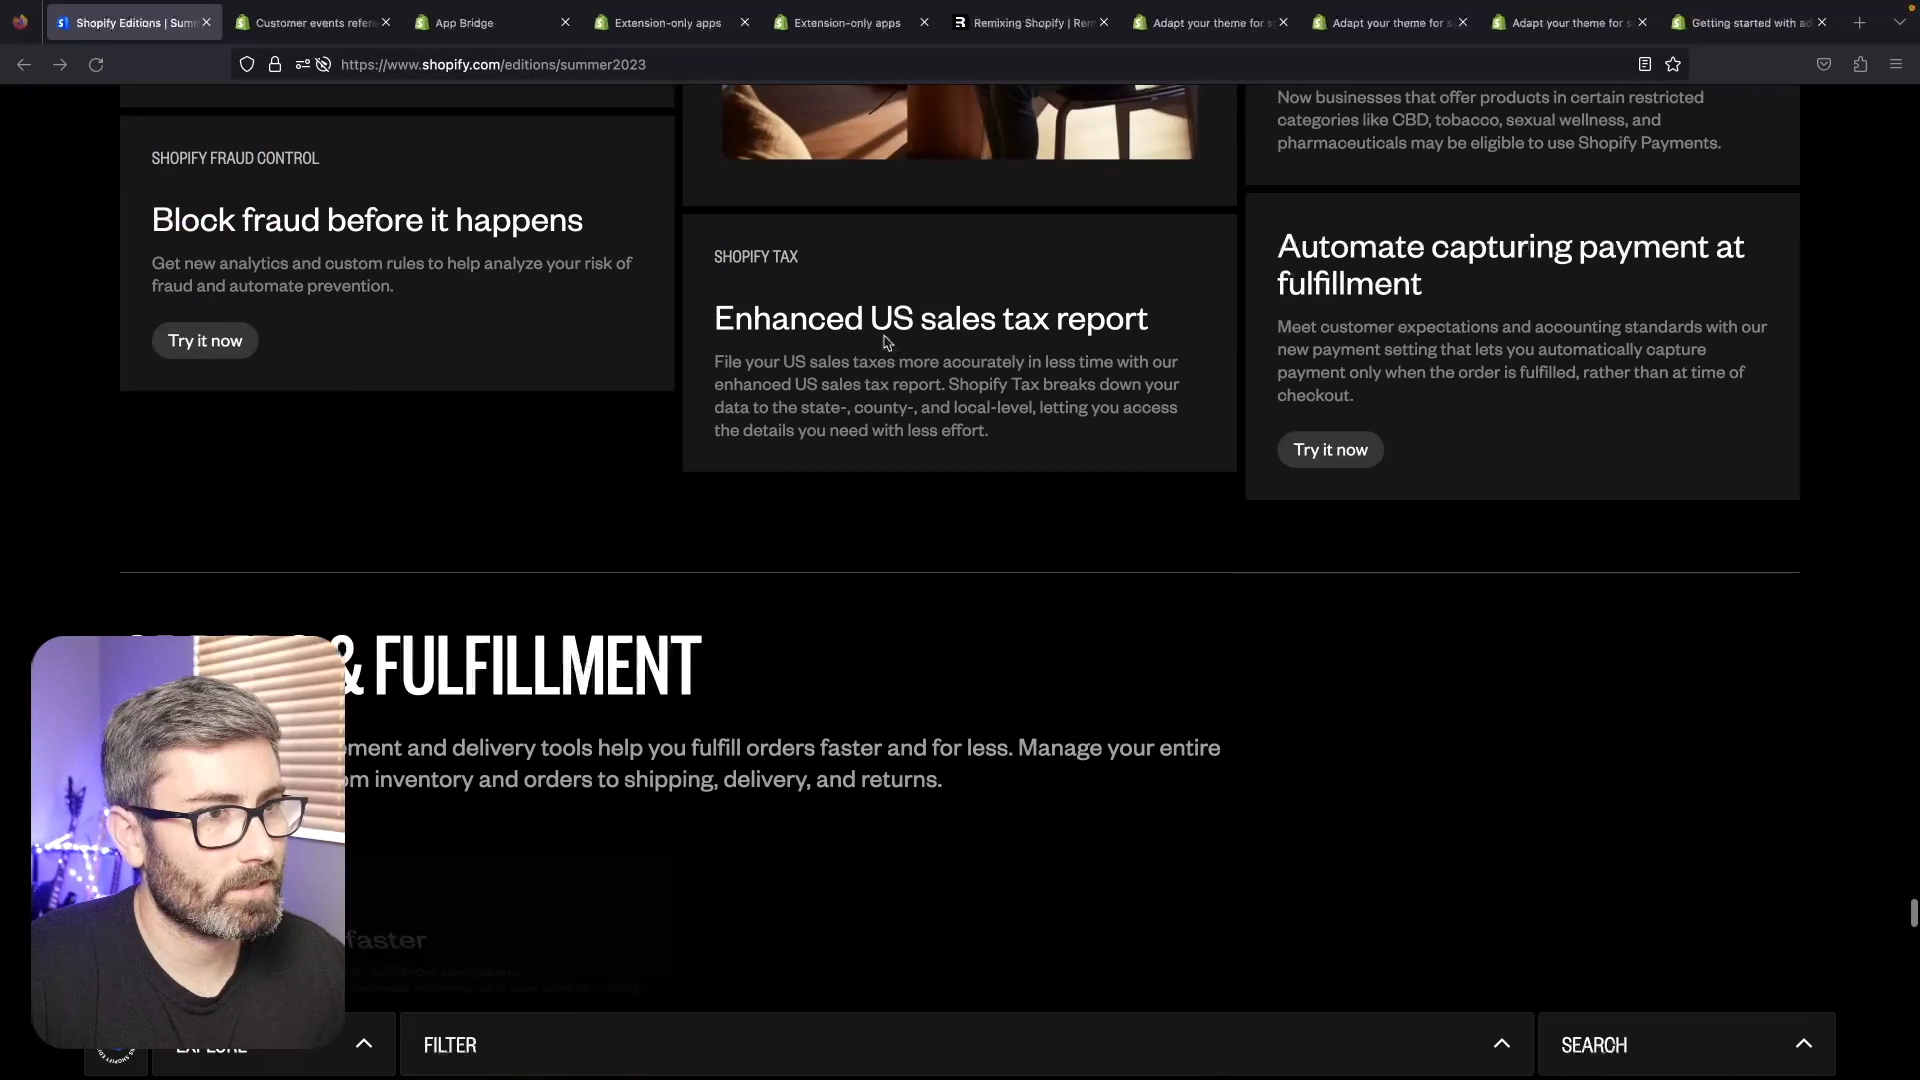 Shopify Editions | Sum
Customer events refere
App Bridge
Extension-only apps
Extension-only apps
Remixing Shopify | Rem
Adapt your theme for s
Adapt your theme for s
Adapt your theme for s
Getting started with ad
https://www.shopify.com/editions/summer2023
SHOPIFY FRAUD CONTROL
Block fraud before it happens
Get new analytics and custom rules to help analyze your risk of
fraud and automate prevention.
Try it now
SHOPIFY TAX
Enhanced US sales tax report
File your US sales taxes more accurately in less time with our
enhanced US sales tax report. Shopify Tax breaks down your
data to the state-, county-, and local-level, letting you access
the details you need with less effort.
Now businesses that offer products in certain restricted
categories like CBD, tobacco, sexual wellness, and
pharmaceuticals may be eligible to use Shopify Payments.
Automate capturing payment at
fulfillment
Meet customer expectations and accounting standards with our
new payment setting that lets you automatically capture
payment only when the order is fulfilled, rather than at time of
checkout.
Try it now
& FULFILLMENT
ment and delivery tools help you fulfill orders faster and for less. Manage your entire
om inventory and orders to shipping, delivery, and returns.
faster
EXPLORE
FILTER
SEARCH